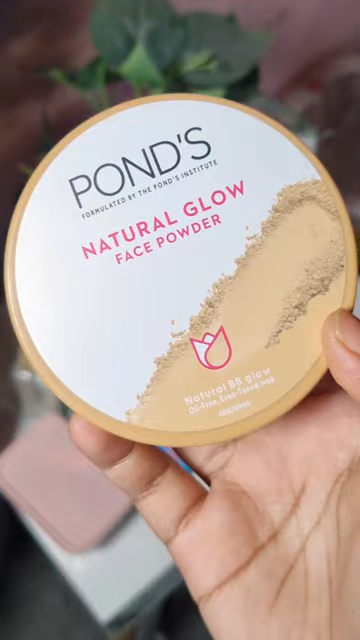 POND'S
FORMULATED BY THE POND'S INSTITUTE
NATURAL GLOW
FACE POWDER
Natural BB glow
Oil-Free, Even-Toned look